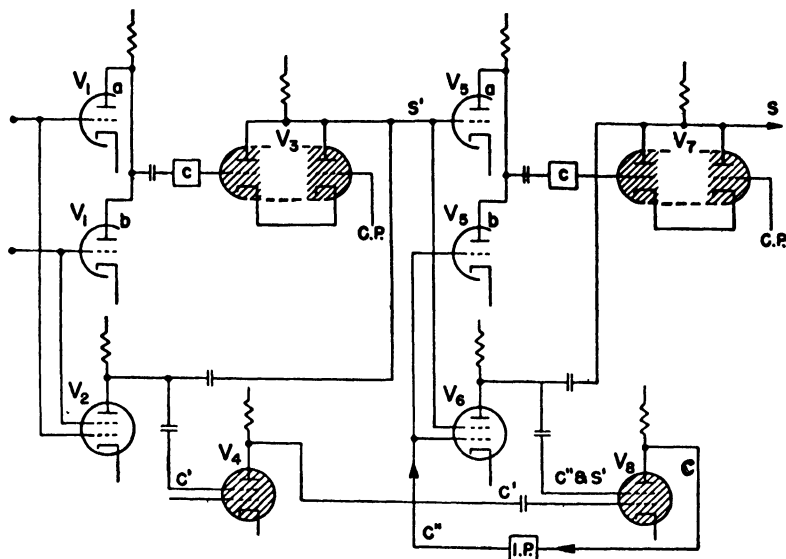 V1 a
V1 b
V2
C
V3
C.P.
S'
V5 a
V5 b
C
V7
S
C.P.
C'
V4
C'
V6
C" & S'
V8
C
C"
I.P.